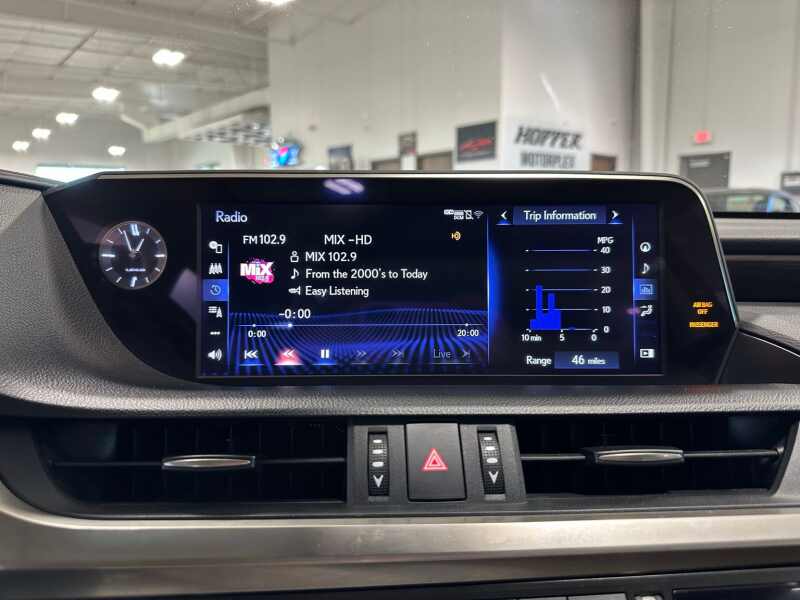 HOPPER
MOTORPLEX
Radio
DCM
Trip Information
FM 102.9
MIX -HD
MIX 102.9
MiX
From the 2000's to Today
Easy Listening
-0:00
0:00
20:00
Live
MPG
40
30
20
10
0
10 min
5
0
Range
46 miles
AIRBAG
OFF
PASSENGER